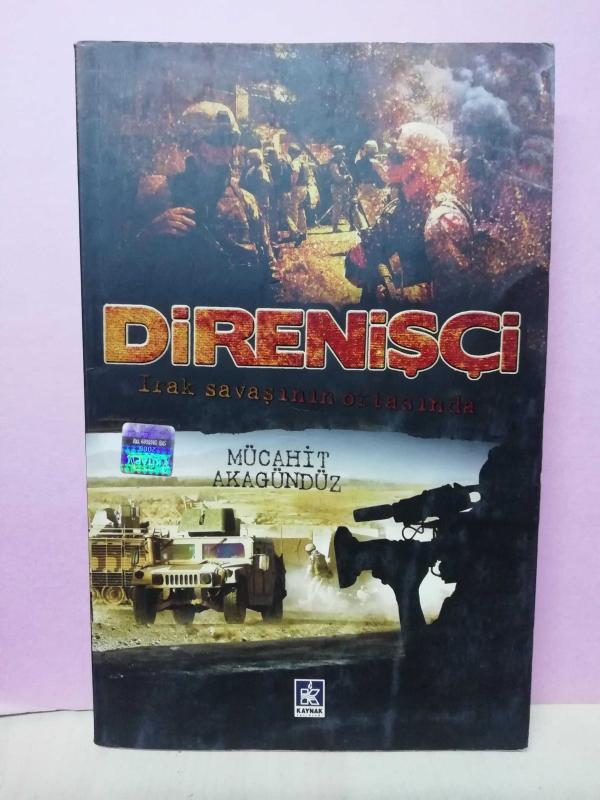 DİRENİŞÇİ
Irak savaşının ortasında
MÜCAHİT
AKAGÜNDÜZ
KAYNAK